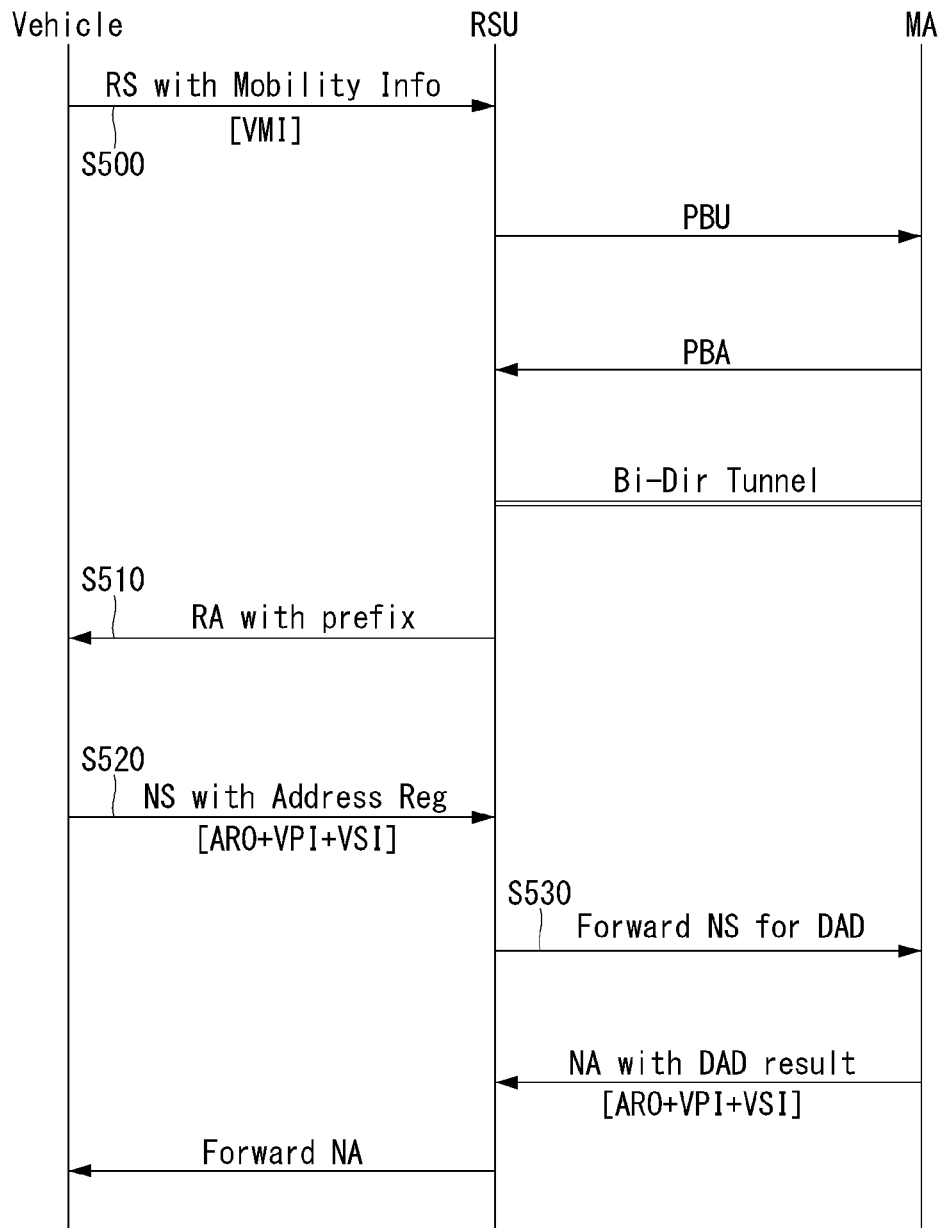 Vehicle RSU MA
RS with Mobility Info
[VMI]
S500
PBU
PBA
Bi-Dir Tunnel
S510
RA with prefix
S520
NS with Address Reg
[ARO+VPI+VSI]
S530
Forward NS for DAD
NA with DAD result
[ARO+VPI+VSI]
Forward NA